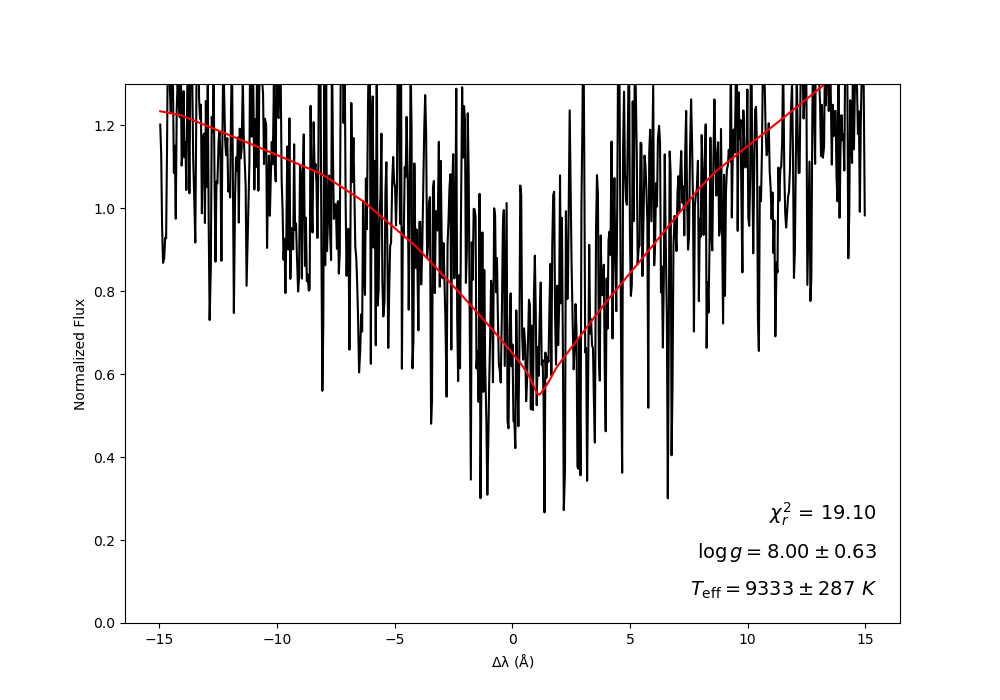 1.2
1.0
0.8
0.6
0.4
0.2
0.0
Normalized Flux
χ²ᵣ = 19.10
log g = 8.00 ± 0.63
T_eff = 9333 ± 287 K
−15
−10
−5
0
5
10
15
Δλ (Å)